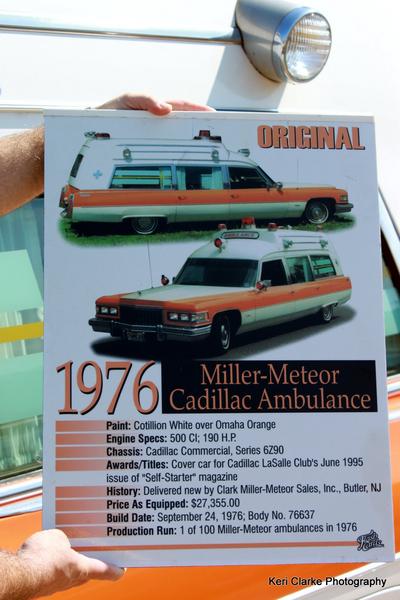 ORIGINAL
AMBULANCE
1976
Miller-Meteor
Cadillac Ambulance
Paint: Cotillion White over Omaha Orange
Engine Specs: 500 CI; 190 H.P.
Chassis: Cadillac Commercial, Series 6Z90
Awards/Titles: Cover car for Cadillac LaSalle Club's June 1995
issue of "Self-Starter" magazine
History: Delivered new by Clark Miller-Meteor Sales, Inc., Butler, NJ
Price As Equipped: $27,355.00
Build Date: September 24, 1976; Body No. 76637
Production Run: 1 of 100 Miller-Meteor ambulances in 1976
Keri Clarke Photography